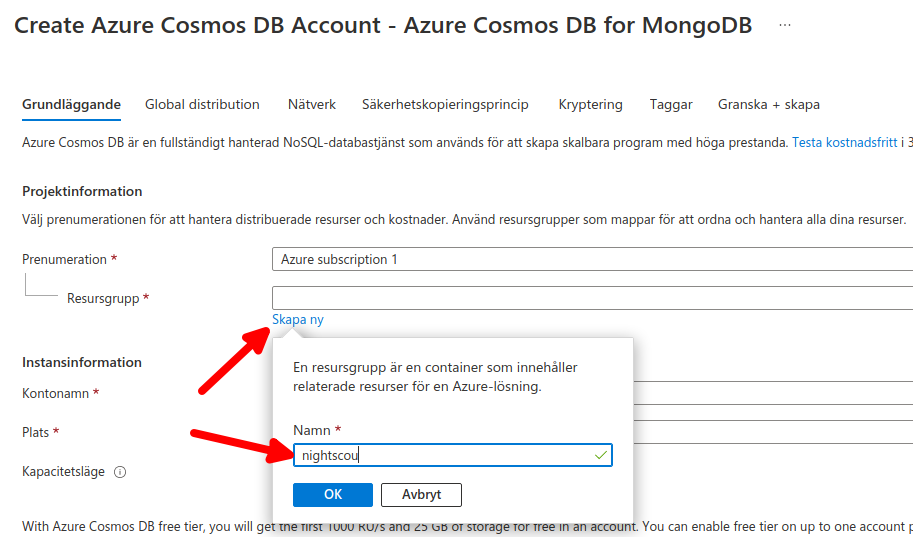 Create Azure Cosmos DB Account - Azure Cosmos DB for MongoDB ...
Grundläggande Global distribution Nätverk Säkerhetskopieringsprincip Kryptering Taggar Granska + skapa
Azure Cosmos DB är en fullständigt hanterad NoSQL-databastjänst som används för att skapa skalbara program med höga prestanda. Testa kostnadsfritt i 3
Projektinformation
Välj prenumerationen för att hantera distribuerade resurser och kostnader. Använd resursgrupper som mappar för att ordna och hantera alla dina resurser.
Prenumeration * Azure subscription 1
Resursgrupp *
Skapa ny
Instansinformation
Kontonamn *
Plats *
Kapacitetsläge
En resursgrupp är en container som innehåller
relaterade resurser för en Azure-lösning.
Namn *
nightscou
OK Avbryt
With Azure Cosmos DB free tier, you will get the first 1000 RU/s and 25 GB of storage for free in an account. You can enable free tier on up to one account p